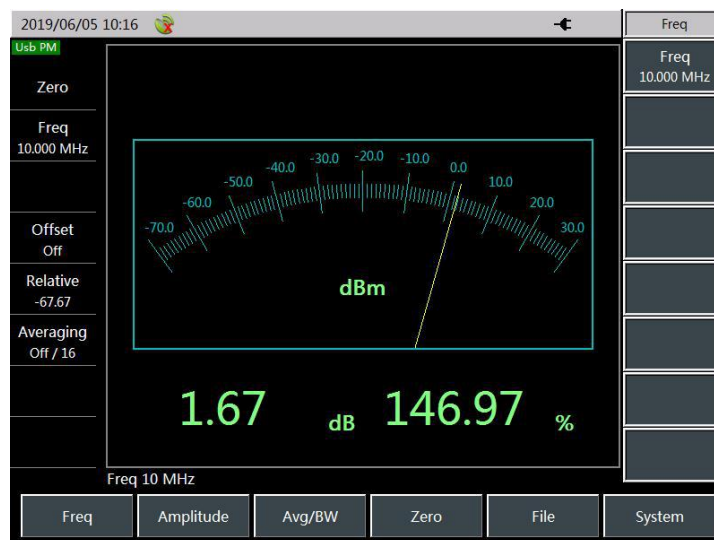 2019/06/05 10:16
Freq
Usb PM
Zero
Freq
10.000 MHz
Offset
Off
Relative
-67.67
Averaging
Off / 16
-70.0 -60.0 -50.0 -40.0 -30.0 -20.0 -10.0 0.0 10.0 20.0 30.0
dBm
1.67 dB 146.97 %
Freq 10 MHz
Freq
10.000 MHz
Freq Amplitude Avg/BW Zero File System